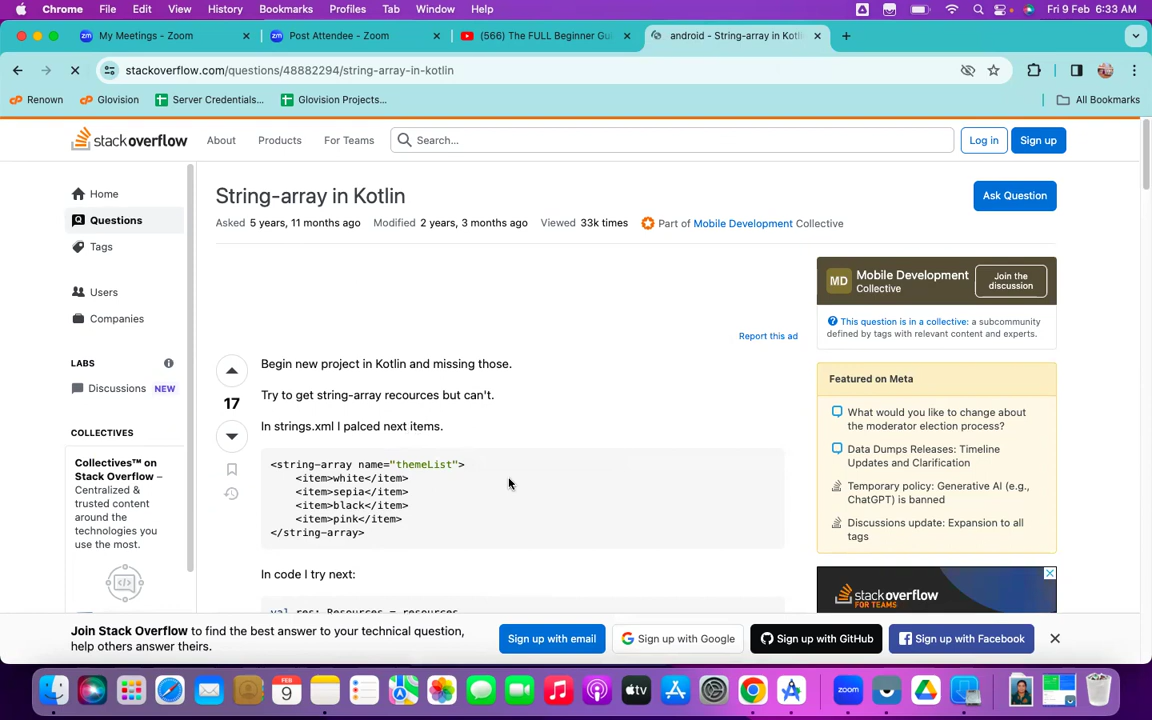 Chrome File Edit View History Bookmarks Profiles Tab Window Help Fri 9 Feb 6:33 AM
zm My Meetings - Zoom
zm Post Attendee - Zoom
(566) The FULL Beginner Gui
android - String-array in Kotli
stackoverflow.com/questions/48882294/string-array-in-kotlin
Renown Glovision Server Credentials... Glovision Projects... All Bookmarks
stackoverflow About Products For Teams Search... Log in Sign up
Home
Questions
Tags
Users
Companies
LABS
Discussions NEW
COLLECTIVES
Collectives™ on
Stack Overflow –
Centralized &
trusted content
around the
technologies you
use the most.
String-array in Kotlin
Ask Question
Asked 5 years, 11 months ago Modified 2 years, 3 months ago Viewed 33k times Part of Mobile Development Collective
Report this ad
17
Begin new project in Kotlin and missing those.
Try to get string-array recources but can't.
In strings.xml I palced next items.
<string-array name="themeList">
<item>white</item>
<item>sepia</item>
<item>black</item>
<item>pink</item>
</string-array>
In code I try next:
val res: Resources = resources
MD Mobile Development
Collective
Join the
discussion
This question is in a collective: a subcommunity
defined by tags with relevant content and experts.
Featured on Meta
What would you like to change about
the moderator election process?
Data Dumps Releases: Timeline
Updates and Clarification
Temporary policy: Generative AI (e.g.,
ChatGPT) is banned
Discussions update: Expansion to all
tags
stackoverflow
FOR TEAMS
Join Stack Overflow to find the best answer to your technical question,
help others answer theirs.
Sign up with email
Sign up with Google
Sign up with GitHub
Sign up with Facebook
FEB
9
tv
zoom